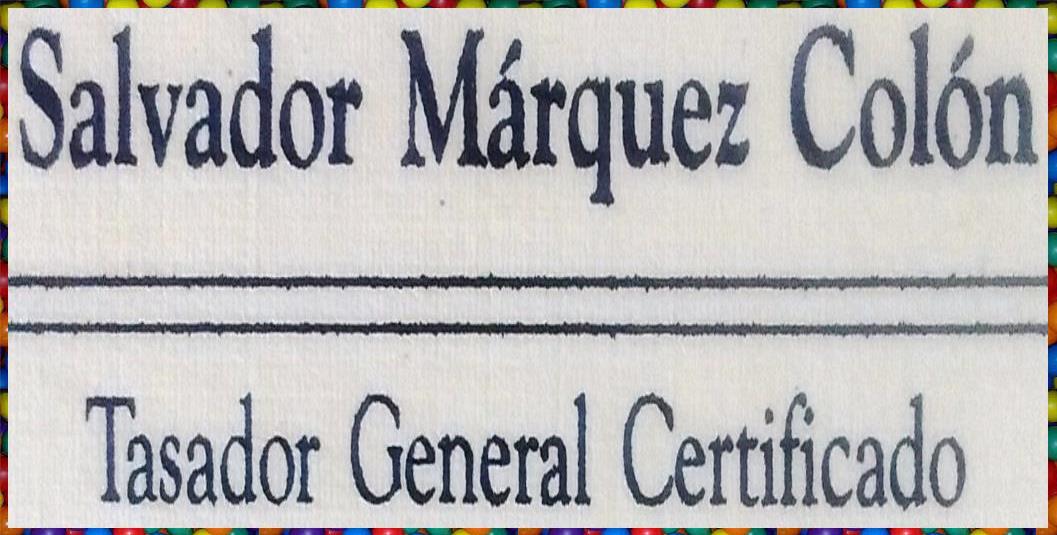 Salvador Márquez Colón
Tasador General Certificado